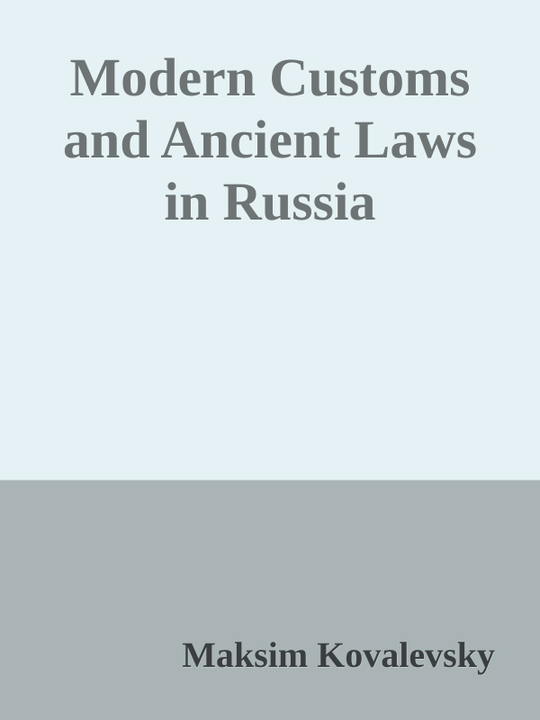 Modern Customs
and Ancient Laws
in Russia
Maksim Kovalevsky